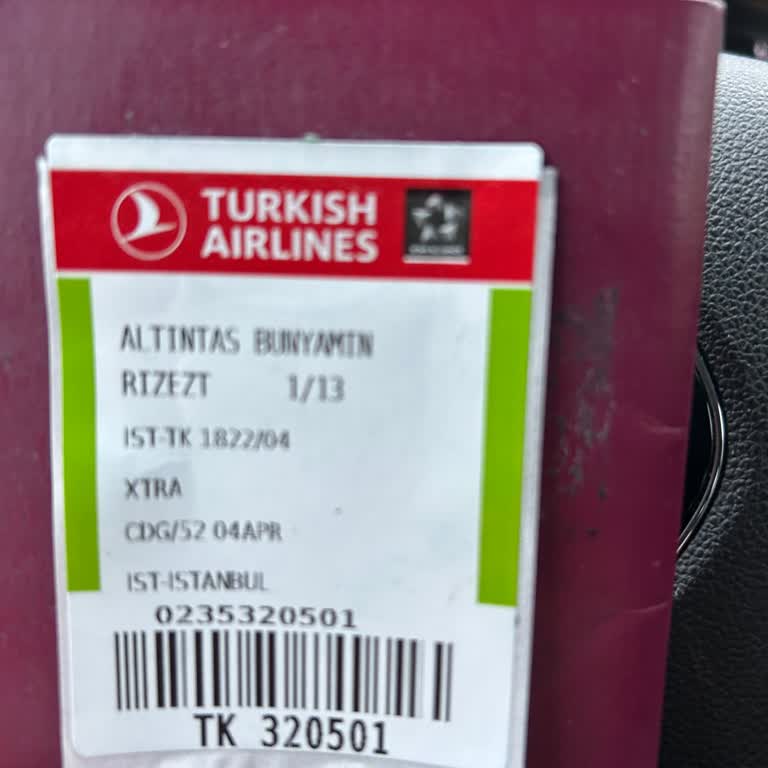 TURKISH
AIRLINES
ALTINTAS BUNYAMIN
RIZEZT 1/13
IST-TK 1822/04
XTRA
CDG/52 04APR
IST-ISTANBUL
0235320501
TK 320501